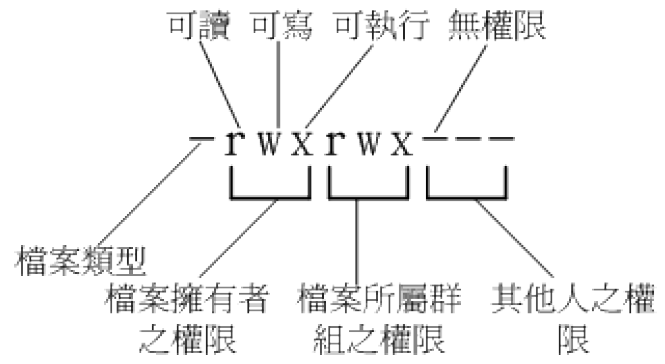 可讀 可寫 可執行 無權限
-rwxrwx---
檔案類型
檔案擁有者
之權限
檔案所屬群
組之權限
其他人之權
限